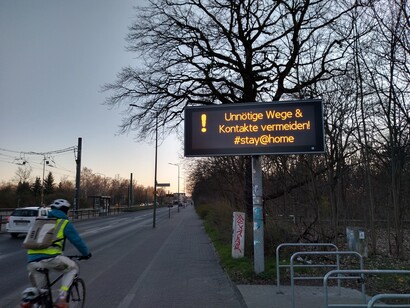 ! Unnötige Wege &
Kontakte vermeiden!
#stay@home